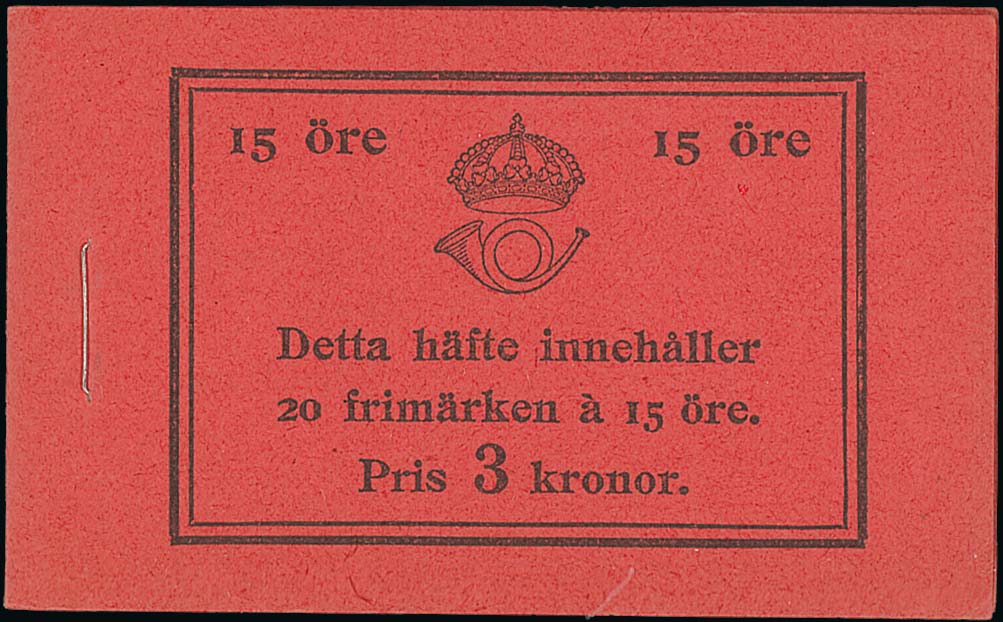 15 öre 15 öre
Detta häfte innehåller
20 frimärken à 15 öre.
Pris 3 kronor.